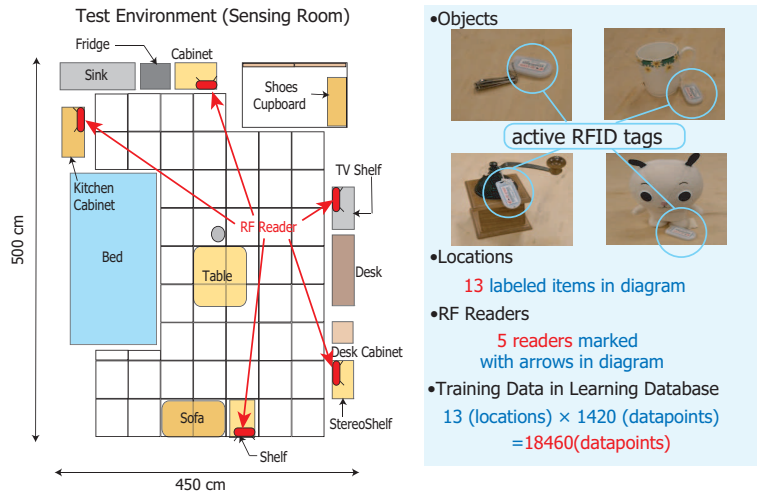 Test Environment (Sensing Room)
Fridge
Cabinet
Sink
Shoes
Cupboard
Kitchen
Cabinet
TV Shelf
RF Reader
Bed
Table
Desk
Desk Cabinet
Sofa
StereoShelf
Shelf
500 cm
450 cm
•Objects
active RFID tags
•Locations
13 labeled items in diagram
•RF Readers
5 readers marked
with arrows in diagram
•Training Data in Learning Database
13 (locations) × 1420 (datapoints)
=18460(datapoints)